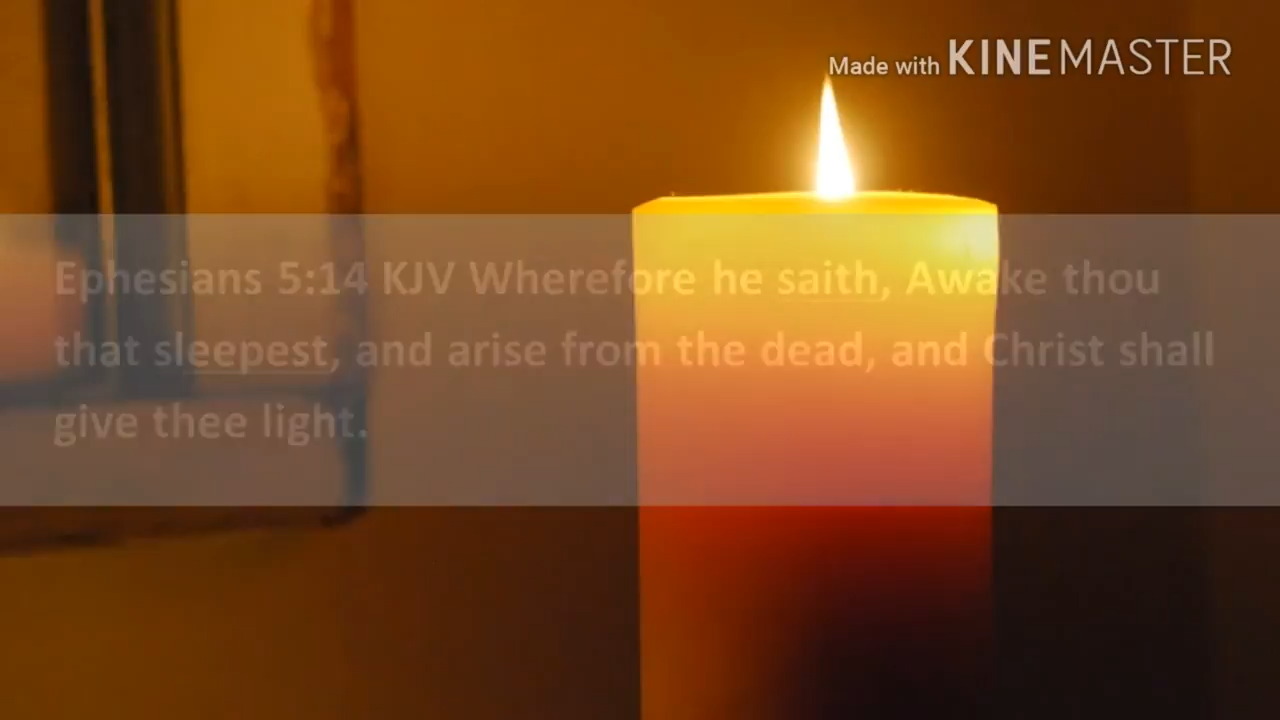 Made with KINEMASTER
Ephesians 5:14 KJV Wherefore he saith, Awake thou
that sleepest, and arise from the dead, and Christ shall
give thee light.